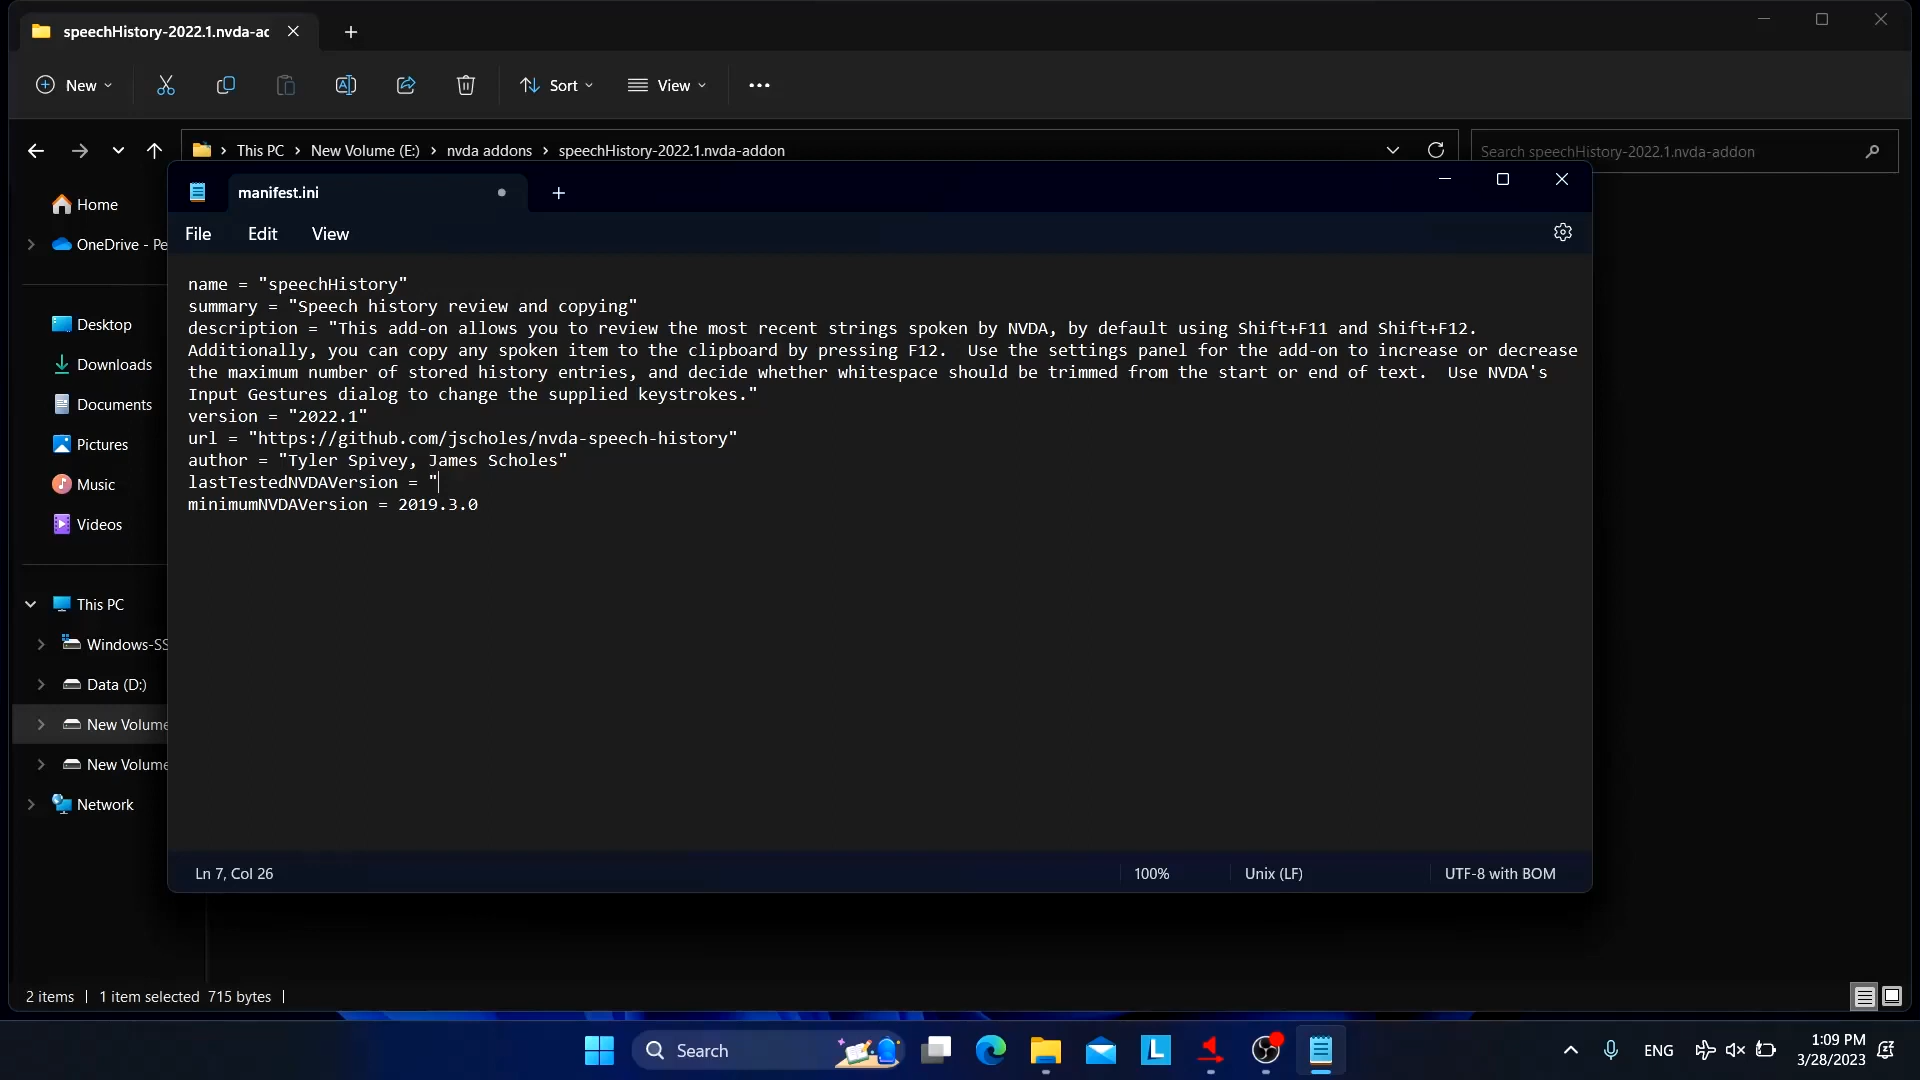 speechHistory-2022.1.nvda-ac
New
Sort
View
This PC
New Volume (E:)
nvda addons
speechHistory-2022.1.nvda-addon
Search speechHistory-2022.1.nvda-addon
manifest.ini
File
Edit
View
name = "speechHistory"
summary = "Speech history review and copying"
description = "This add-on allows you to review the most recent strings spoken by NVDA, by default using Shift+F11 and Shift+F12.
Additionally, you can copy any spoken item to the clipboard by pressing F12.  Use the settings panel for the add-on to increase or decrease
the maximum number of stored history entries, and decide whether whitespace should be trimmed from the start or end of text.  Use NVDA's
Input Gestures dialog to change the supplied keystrokes."
version = "2022.1"
url = "https://github.com/jscholes/nvda-speech-history"
author = "Tyler Spivey, James Scholes"
lastTestedNVDAVersion = "
minimumNVDAVersion = 2019.3.0
Home
OneDrive - Pe
Desktop
Downloads
Documents
Pictures
Music
Videos
This PC
Windows-SS
Data (D:)
New Volume
New Volume
Network
Ln 7, Col 26
100%
Unix (LF)
UTF-8 with BOM
2 items
1 item selected 715 bytes
Search
L
ENG
1:09 PM
3/28/2023